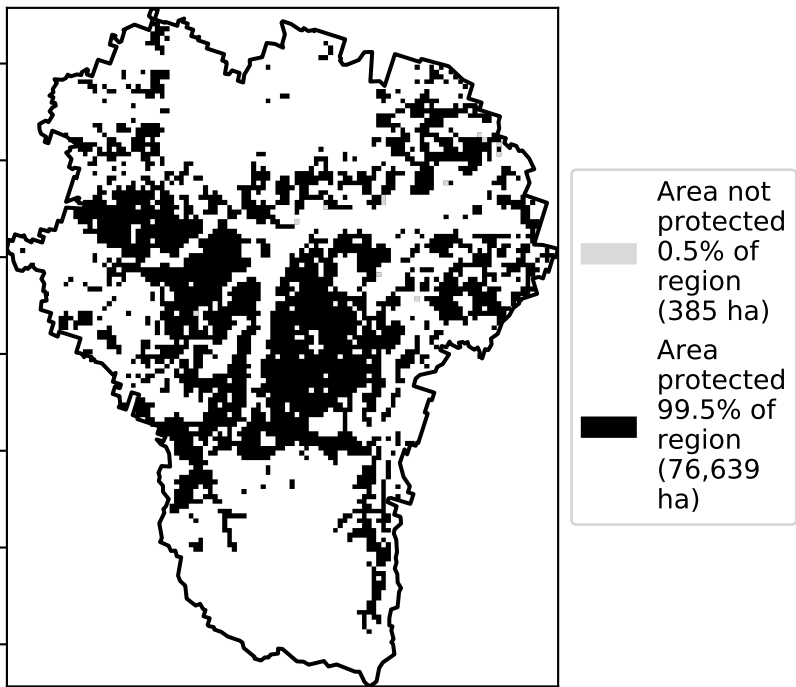 Area not
protected
0.5% of
region
(385 ha)
Area
protected
99.5% of
region
(76,639
ha)